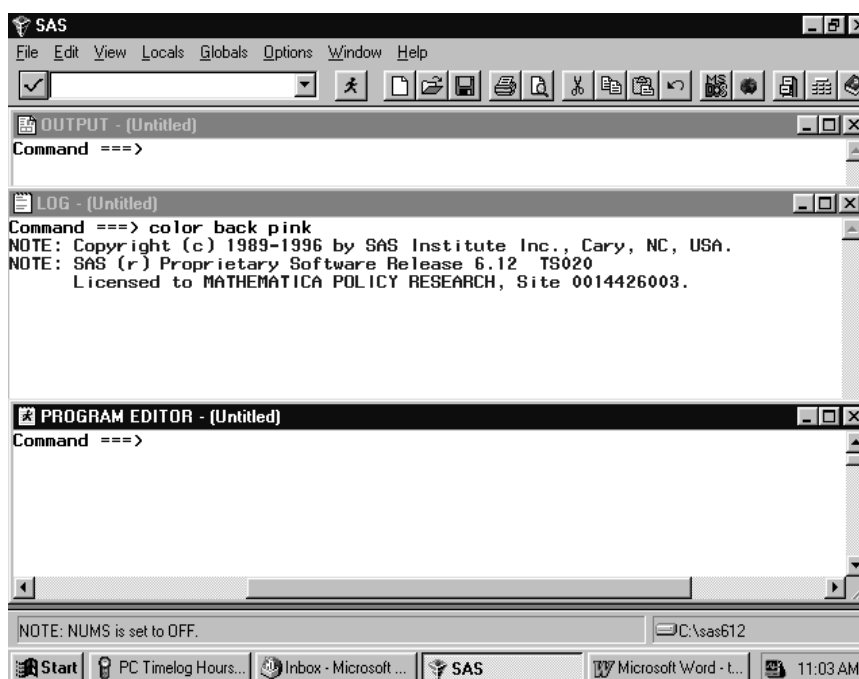 SAS
File Edit View Locals Globals Options Window Help
MS
DOS
OUTPUT - (Untitled)
Command ===>
LOG - (Untitled)
Command ===> color back pink
NOTE: Copyright (c) 1989-1996 by SAS Institute Inc., Cary, NC, USA.
NOTE: SAS (r) Proprietary Software Release 6.12 TS020
Licensed to MATHEMATICA POLICY RESEARCH, Site 0014426003.
PROGRAM EDITOR - (Untitled)
Command ===>
NOTE: NUMS is set to OFF. C:\sas612
Start PC Timelog Hours... Inbox - Microsoft ... SAS Microsoft Word - t... 11:03 AM